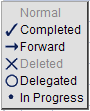 Normal
Completed
Forward
Deleted
Delegated
In Progress